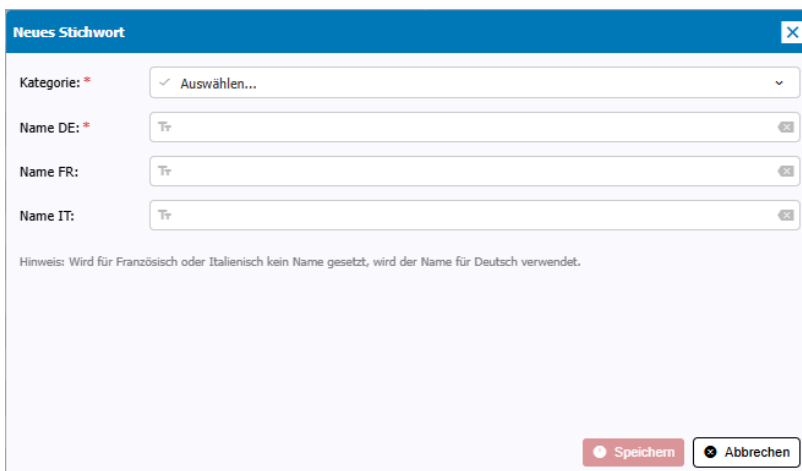 Neues Stichwort
Kategorie: * Auswählen...
Name DE: *
Name FR:
Name IT:
Hinweis: Wird für Französisch oder Italienisch kein Name gesetzt, wird der Name für Deutsch verwendet.
Speichern Abbrechen